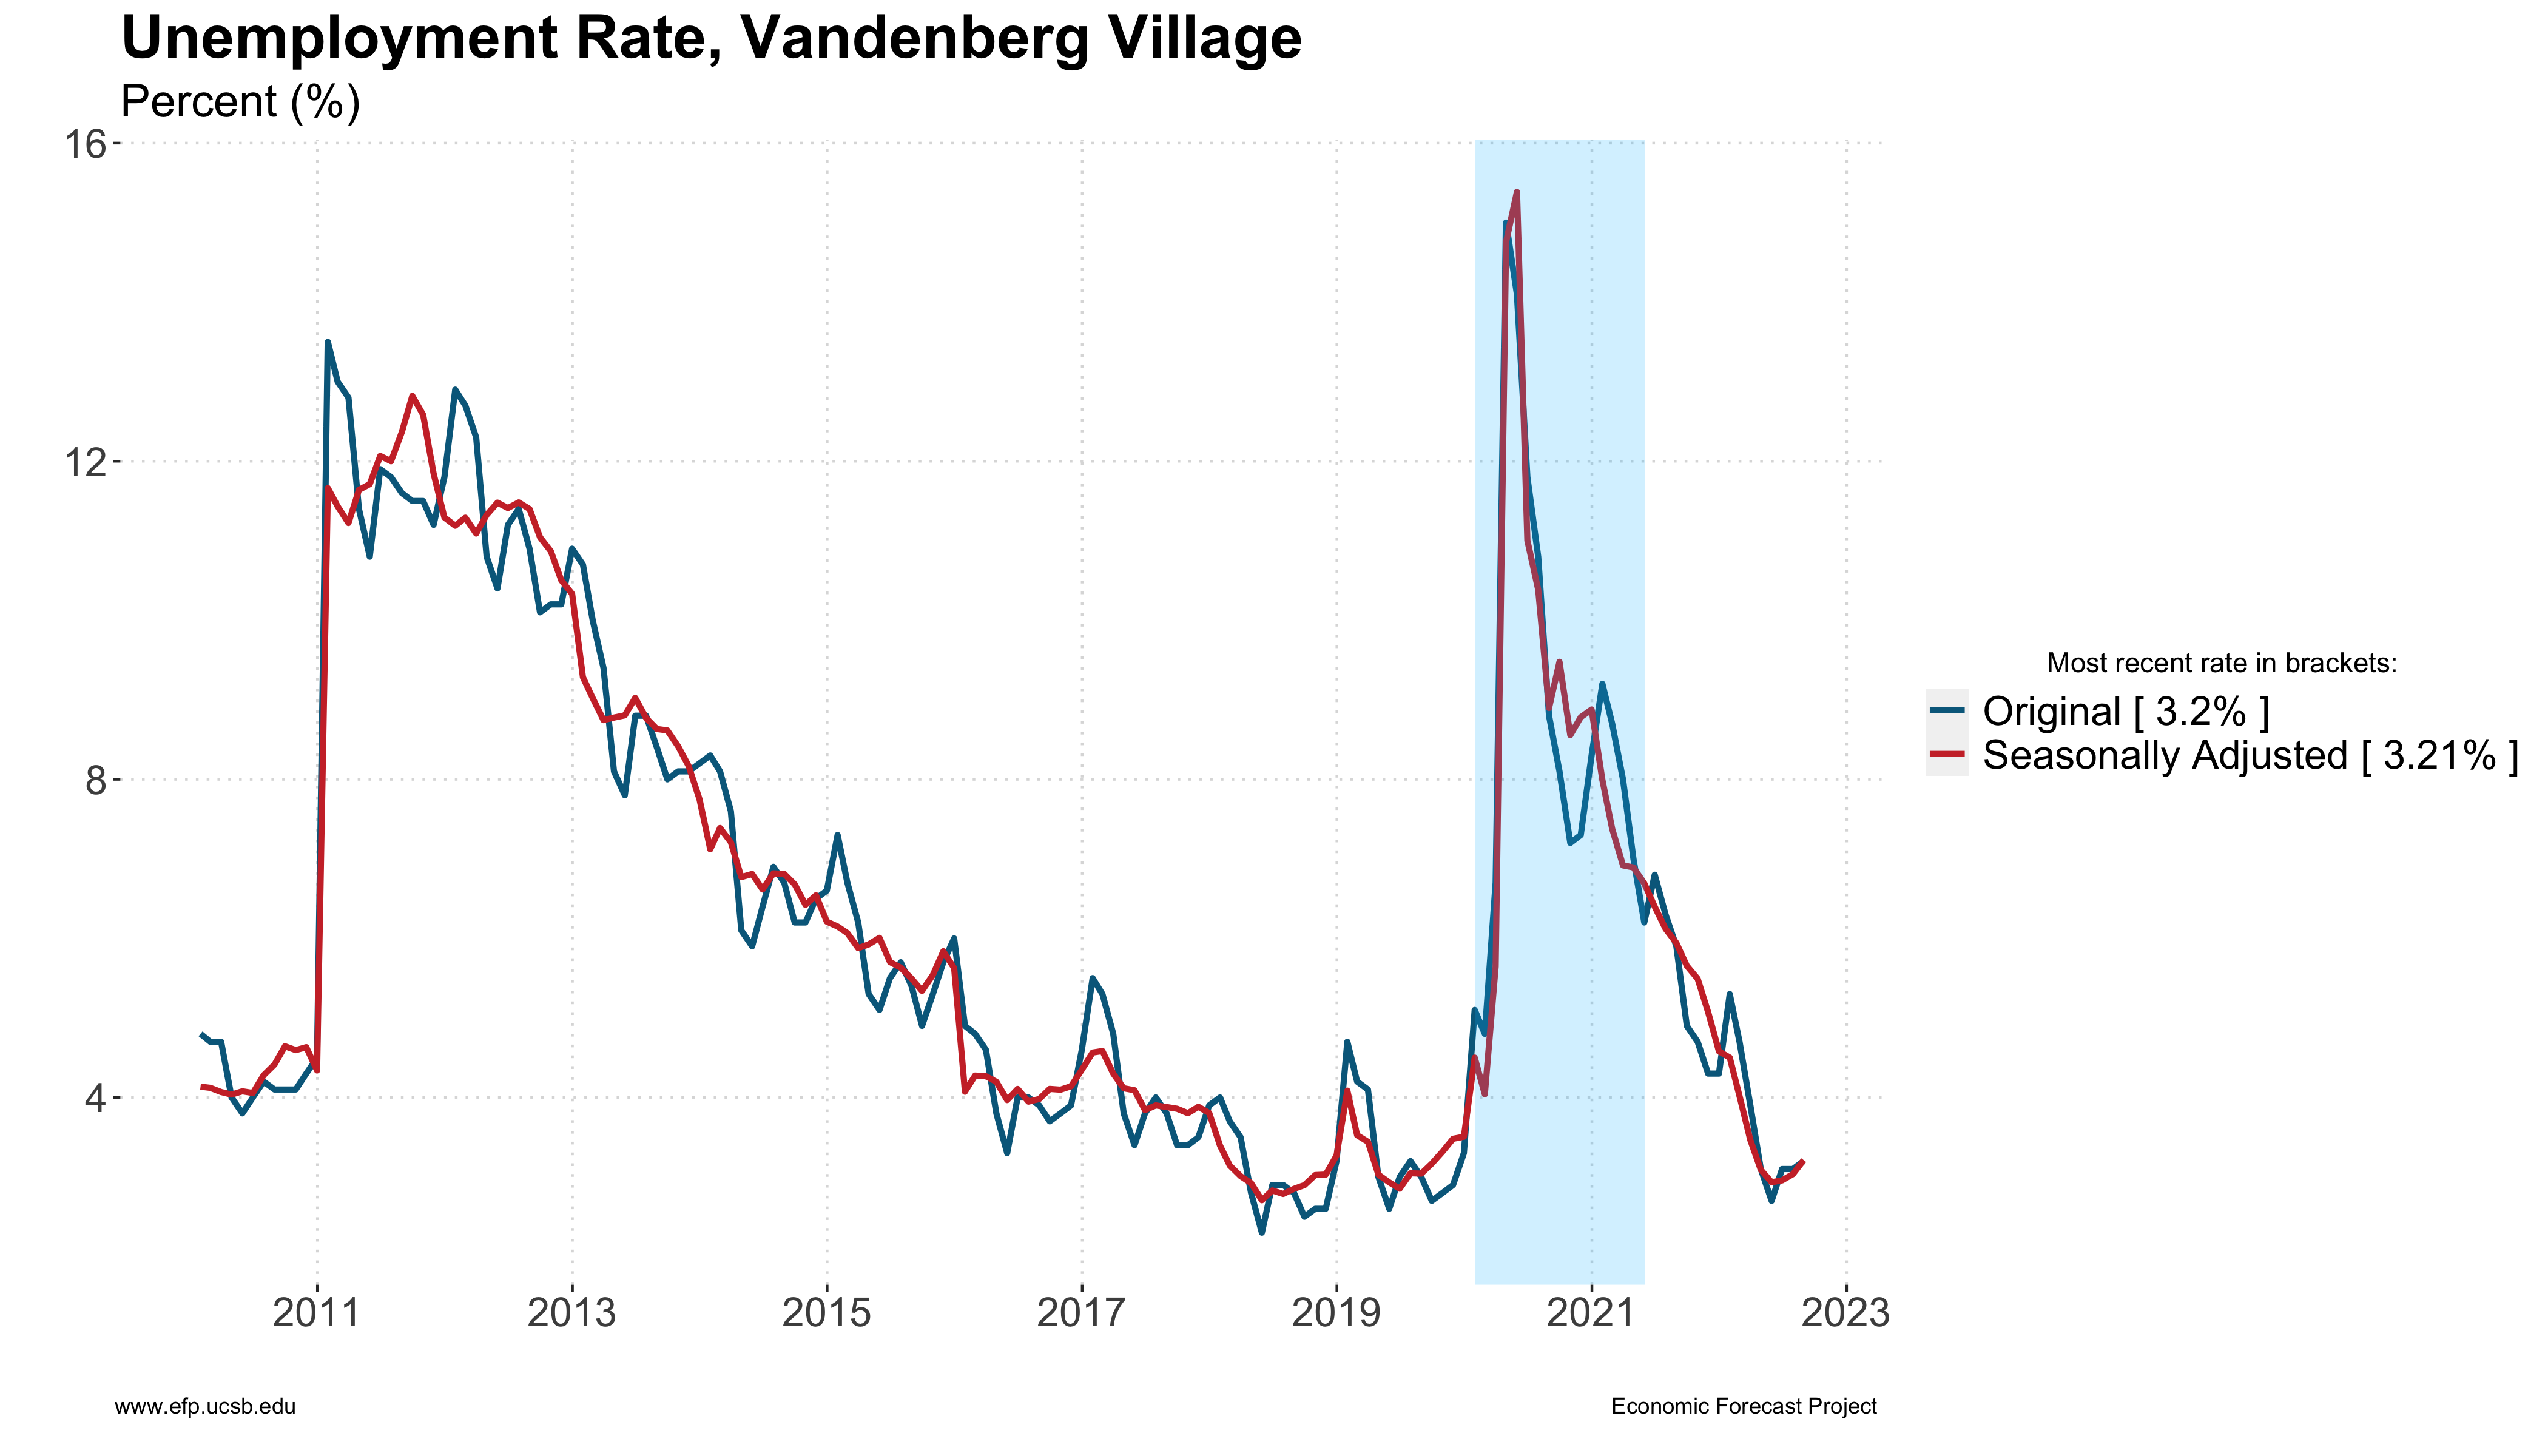 Unemployment Rate, Vandenberg Village
Percent (%)
16
12
8
4
2011 2013 2015 2017 2019 2021 2023
Most recent rate in brackets:
Original [ 3.2% ]
Seasonally Adjusted [ 3.21% ]
www.efp.ucsb.edu
Economic Forecast Project